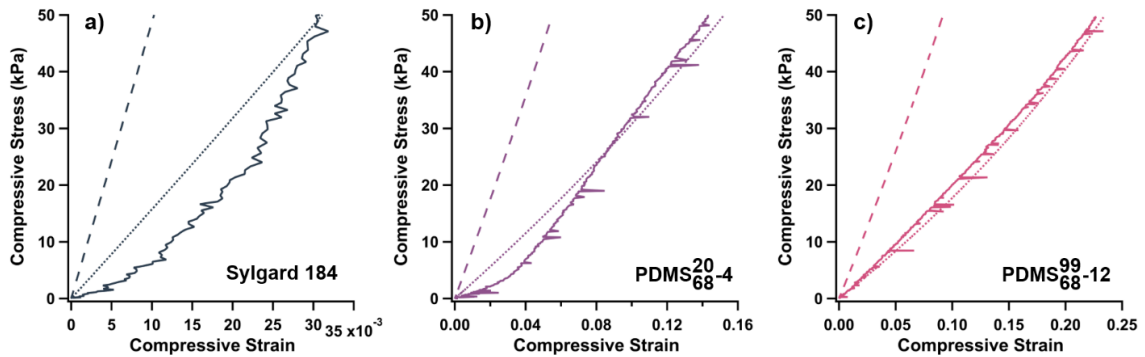 a)
Compressive Stress (kPa)
50
40
30
20
10
0
Sylgard 184
0 5 10 15 20 25 30 35 x10⁻³
Compressive Strain
b)
Compressive Stress (kPa)
50
40
30
20
10
0
PDMS²⁰₆₈-4
0.00 0.04 0.08 0.12 0.16
Compressive Strain
c)
Compressive Stress (kPa)
50
40
30
20
10
0
PDMS⁹⁹₆₈-12
0.00 0.05 0.10 0.15 0.20 0.25
Compressive Strain